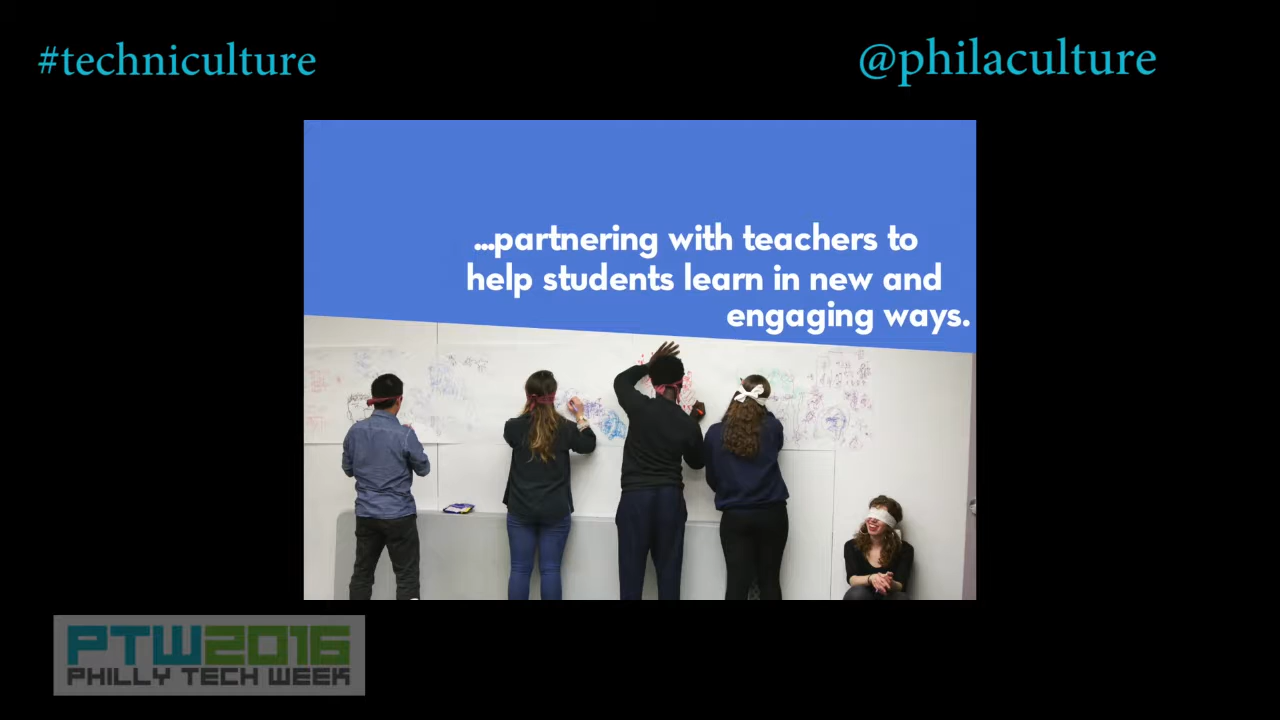 #techniculture
@philaculture
...partnering with teachers to
help students learn in new and
engaging ways.
PTW2016
PHILLY TECH WEEK